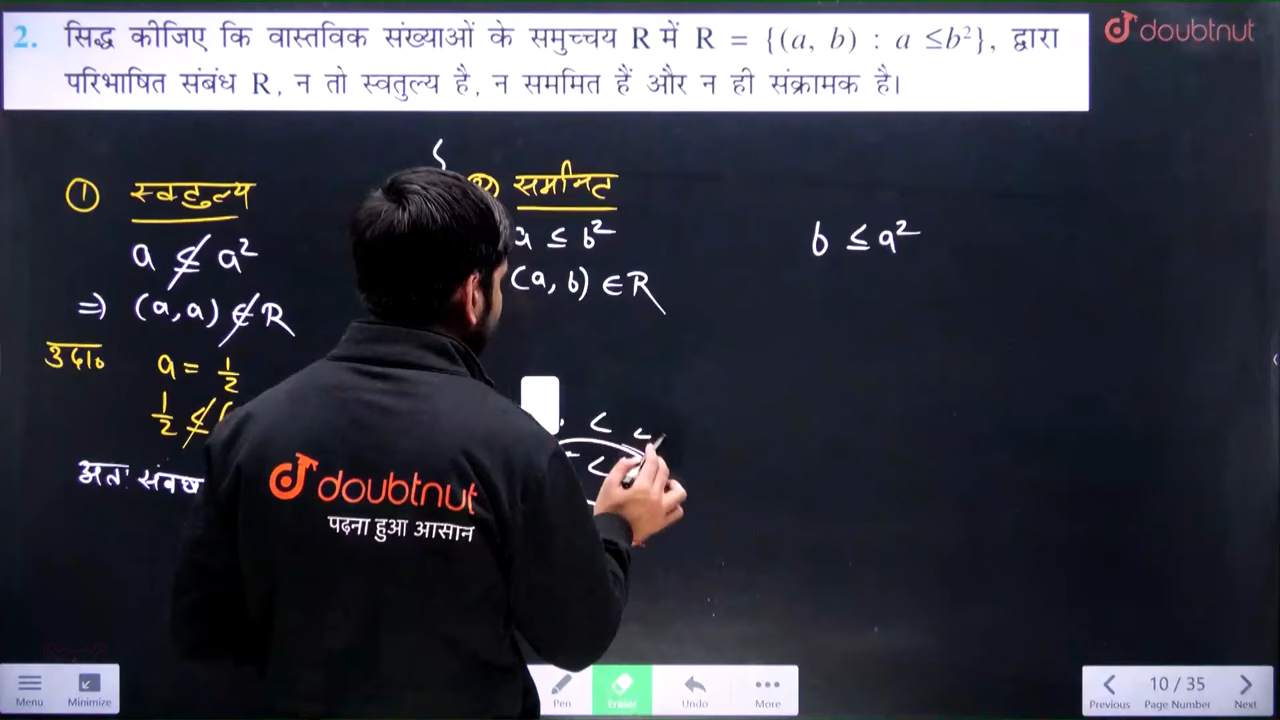 2. सिद्ध कीजिए कि वास्तविक संख्याओं के समुच्चय R में R = {(a, b) : a ≤b²}, द्वारा
परिभाषित संबंध R, न तो स्वतुल्य है, न सममित हैं और न ही संक्रामक है।
doubtnut
① स्वतुल्य
a ≰ a²
⇒ (a,a) ∉ R
उदा०
a = 1/2
1/2 ≰
अतः संबंध
सममित
≤ b²
(a, b) ∈ R
b ≤ a²
doubtnut
पढ़ना हुआ आसान
Menu
Minimize
Pen
Eraser
Undo
More
Previous
10 / 35
Page Number
Next